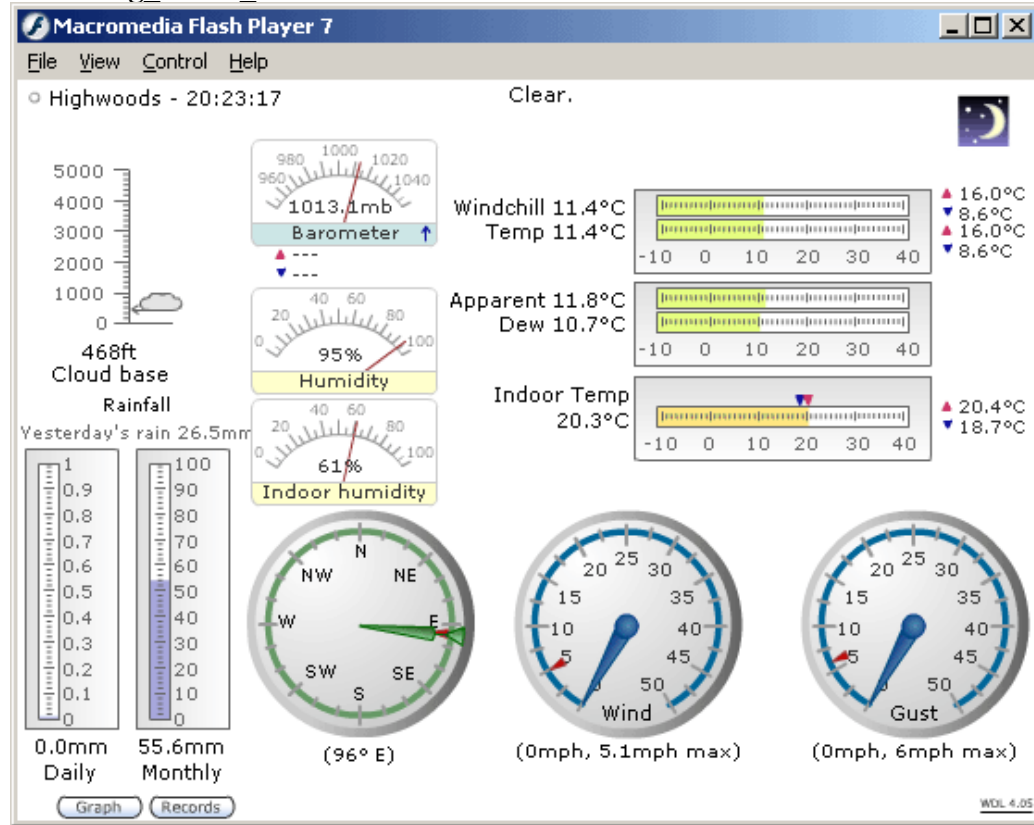 Macromedia Flash Player 7
File View Control Help
Highwoods - 20:23:17
Clear.
5000
4000
3000
2000
1000
0
468ft
Cloud base
960 980 1000 1020 1040
1013.1mb
Barometer
---
---
0 20 40 60 80 100
95%
Humidity
0 20 40 60 80 100
61%
Indoor humidity
Windchill 11.4°C
Temp 11.4°C
-10 0 10 20 30 40
16.0°C
8.6°C
16.0°C
8.6°C
Apparent 11.8°C
Dew 10.7°C
-10 0 10 20 30 40
Indoor Temp
20.3°C
-10 0 10 20 30 40
20.4°C
18.7°C
Rainfall
Yesterday's rain 26.5mm
1
0.9
0.8
0.7
0.6
0.5
0.4
0.3
0.2
0.1
0
0.0mm
Daily
100
90
80
70
60
50
40
30
20
10
0
55.6mm
Monthly
Graph Records
N
NW NE
W E
SW SE
S
(96° E)
0 5 10 15 20 25 30 35 40 45 50
Wind
(0mph, 5.1mph max)
5 10 15 20 25 30 35 40 45 50
Gust
(0mph, 6mph max)
WDL 4.05